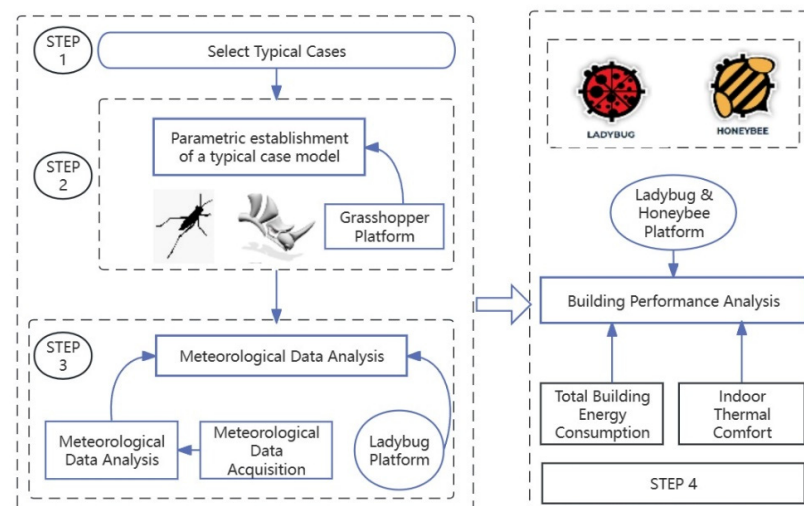 STEP
1
Select Typical Cases
STEP
2
Parametric establishment
of a typical case model
Grasshopper
Platform
STEP
3
Meteorological Data Analysis
Meteorological
Data Analysis
Meteorological
Data
Acquisition
Ladybug
Platform
LADYBUG
HONEYBEE
Ladybug &
Honeybee
Platform
Building Performance Analysis
Total Building
Energy
Consumption
Indoor
Thermal
Comfort
STEP 4